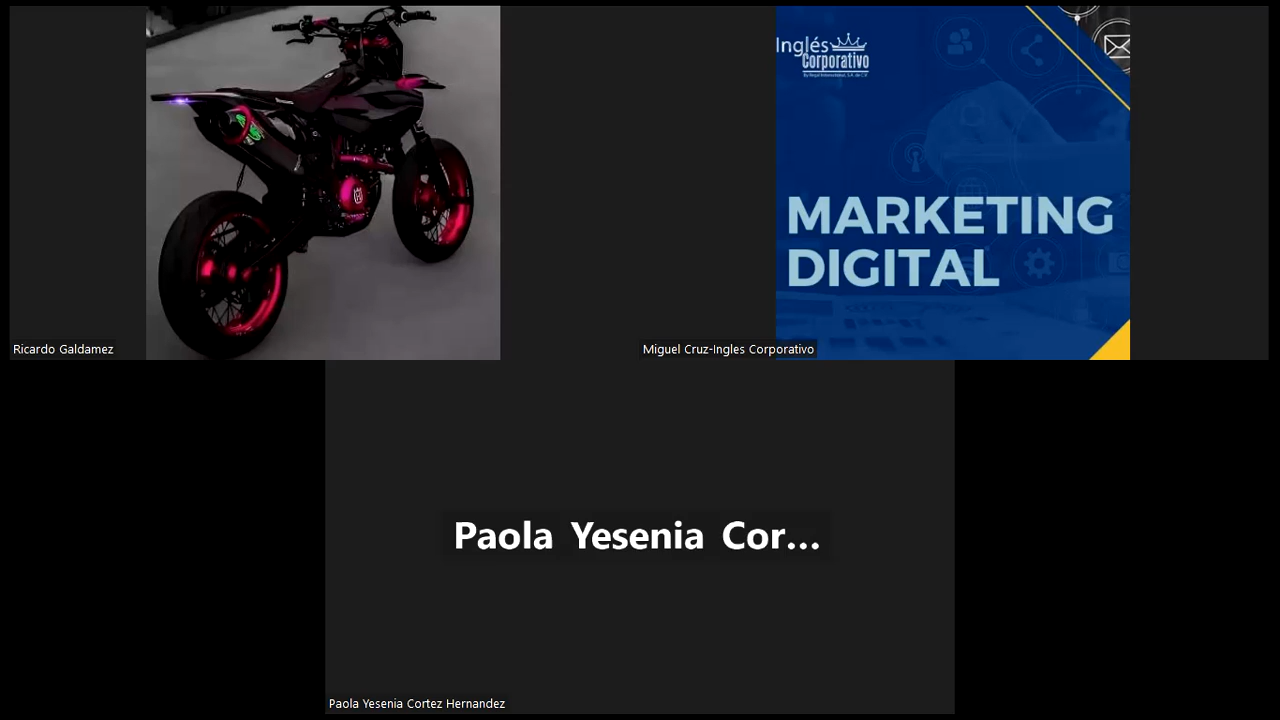 Inglés
Corporativo
MARKETING
DIGITAL
Ricardo Galdamez
Miguel Cruz-Ingles Corporativo
Paola Yesenia Cor...
Paola Yesenia Cortez Hernandez